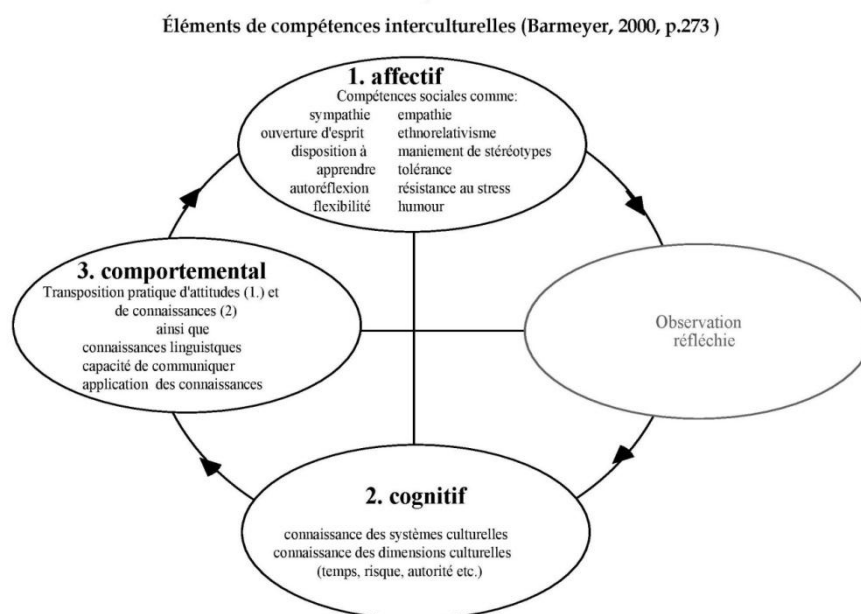 Éléments de compétences interculturelles (Barmeyer, 2000, p.273 )
1. affectif
Compétences sociales comme:
sympathie empathie
ouverture d'esprit ethnorelativisme
disposition à maniement de stéréotypes
apprendre tolérance
autoréflexion résistance au stress
flexibilité humour
3. comportemental
Transposition pratique d'attitudes (1.) et
de connaissances (2)
ainsi que
connaissances linguistques
capacité de communiquer
application des connaissances
Observation
réfléchie
2. cognitif
connaissance des systèmes culturelles
connaissance des dimensions culturelles
(temps, risque, autorité etc.)